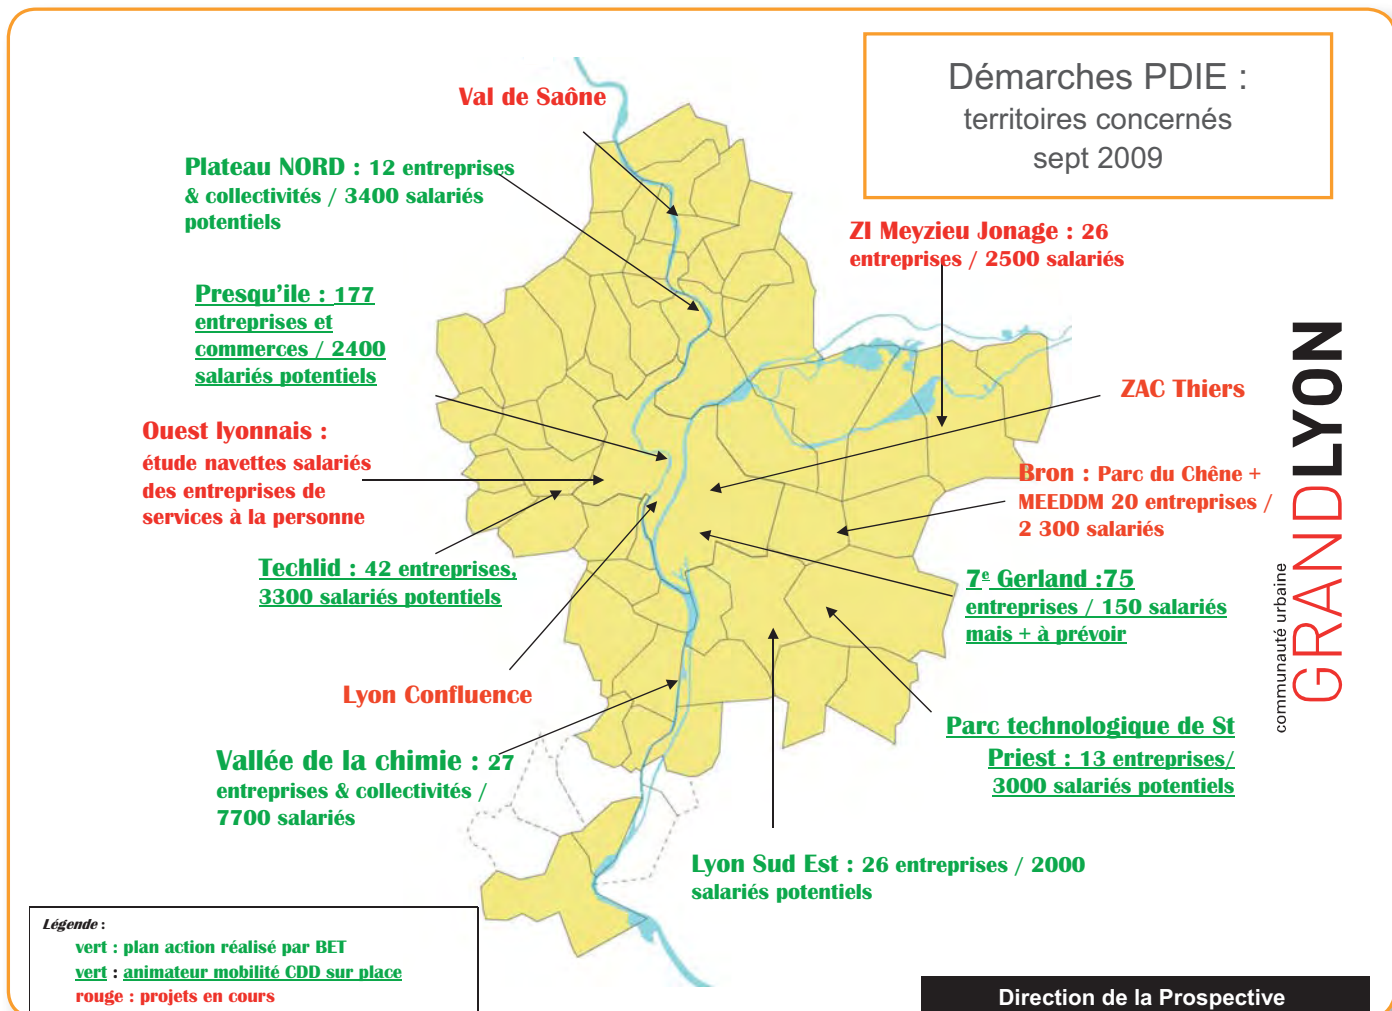 Démarches PDIE :
territoires concernés
sept 2009
Val de Saône
Plateau NORD : 12 entreprises
& collectivités / 3400 salariés
potentiels
ZI Meyzieu Jonage : 26
entreprises / 2500 salariés
Presqu'ile : 177
entreprises et
commerces / 2400
salariés potentiels
ZAC Thiers
Ouest lyonnais :
étude navettes salariés
des entreprises de
services à la personne
Bron : Parc du Chêne +
MEEDDM 20 entreprises /
2 300 salariés
Techlid : 42 entreprises,
3300 salariés potentiels
7e Gerland :75
entreprises / 150 salariés
mais + à prévoir
Lyon Confluence
Parc technologique de St
Priest : 13 entreprises/
3000 salariés potentiels
Vallée de la chimie : 27
entreprises & collectivités /
7700 salariés
Lyon Sud Est : 26 entreprises / 2000
salariés potentiels
communauté urbaine
GRANDLYON
Légende :
vert : plan action réalisé par BET
vert : animateur mobilité CDD sur place
rouge : projets en cours
Direction de la Prospective